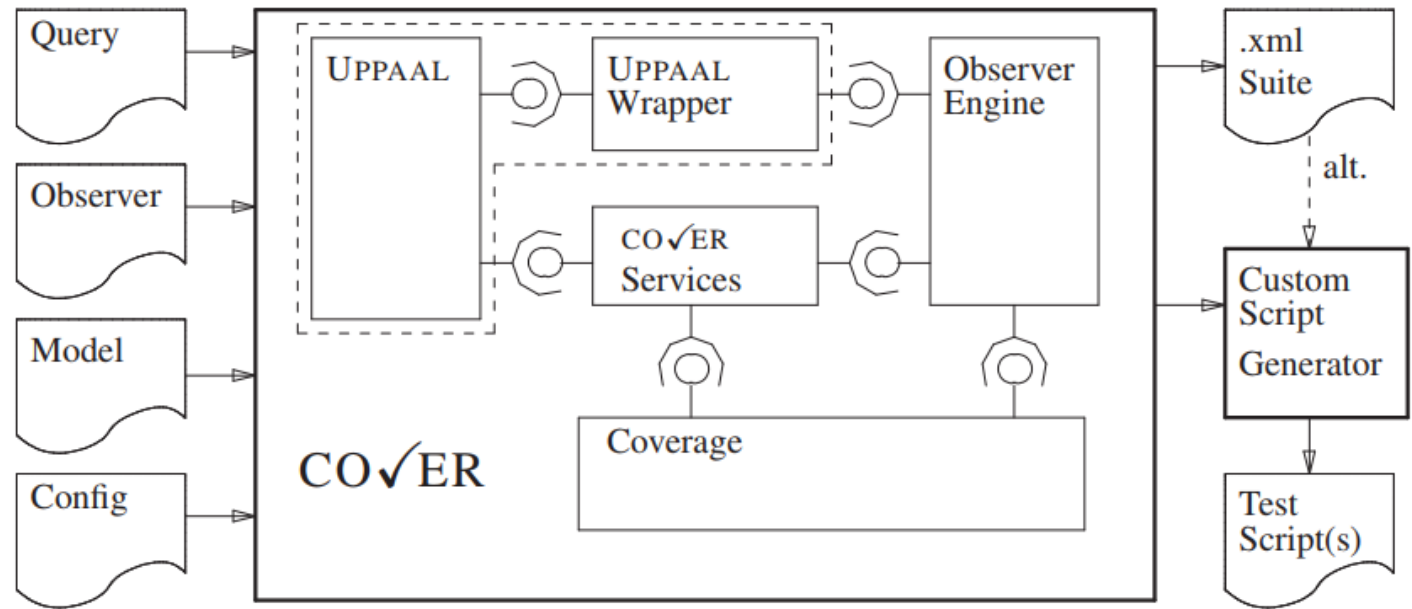 Query
Observer
Model
Config
UPPAAL
UPPAAL
Wrapper
Observer
Engine
CO✓ER
Services
Coverage
CO✓ER
.xml
Suite
alt.
Custom
Script
Generator
Test
Script(s)